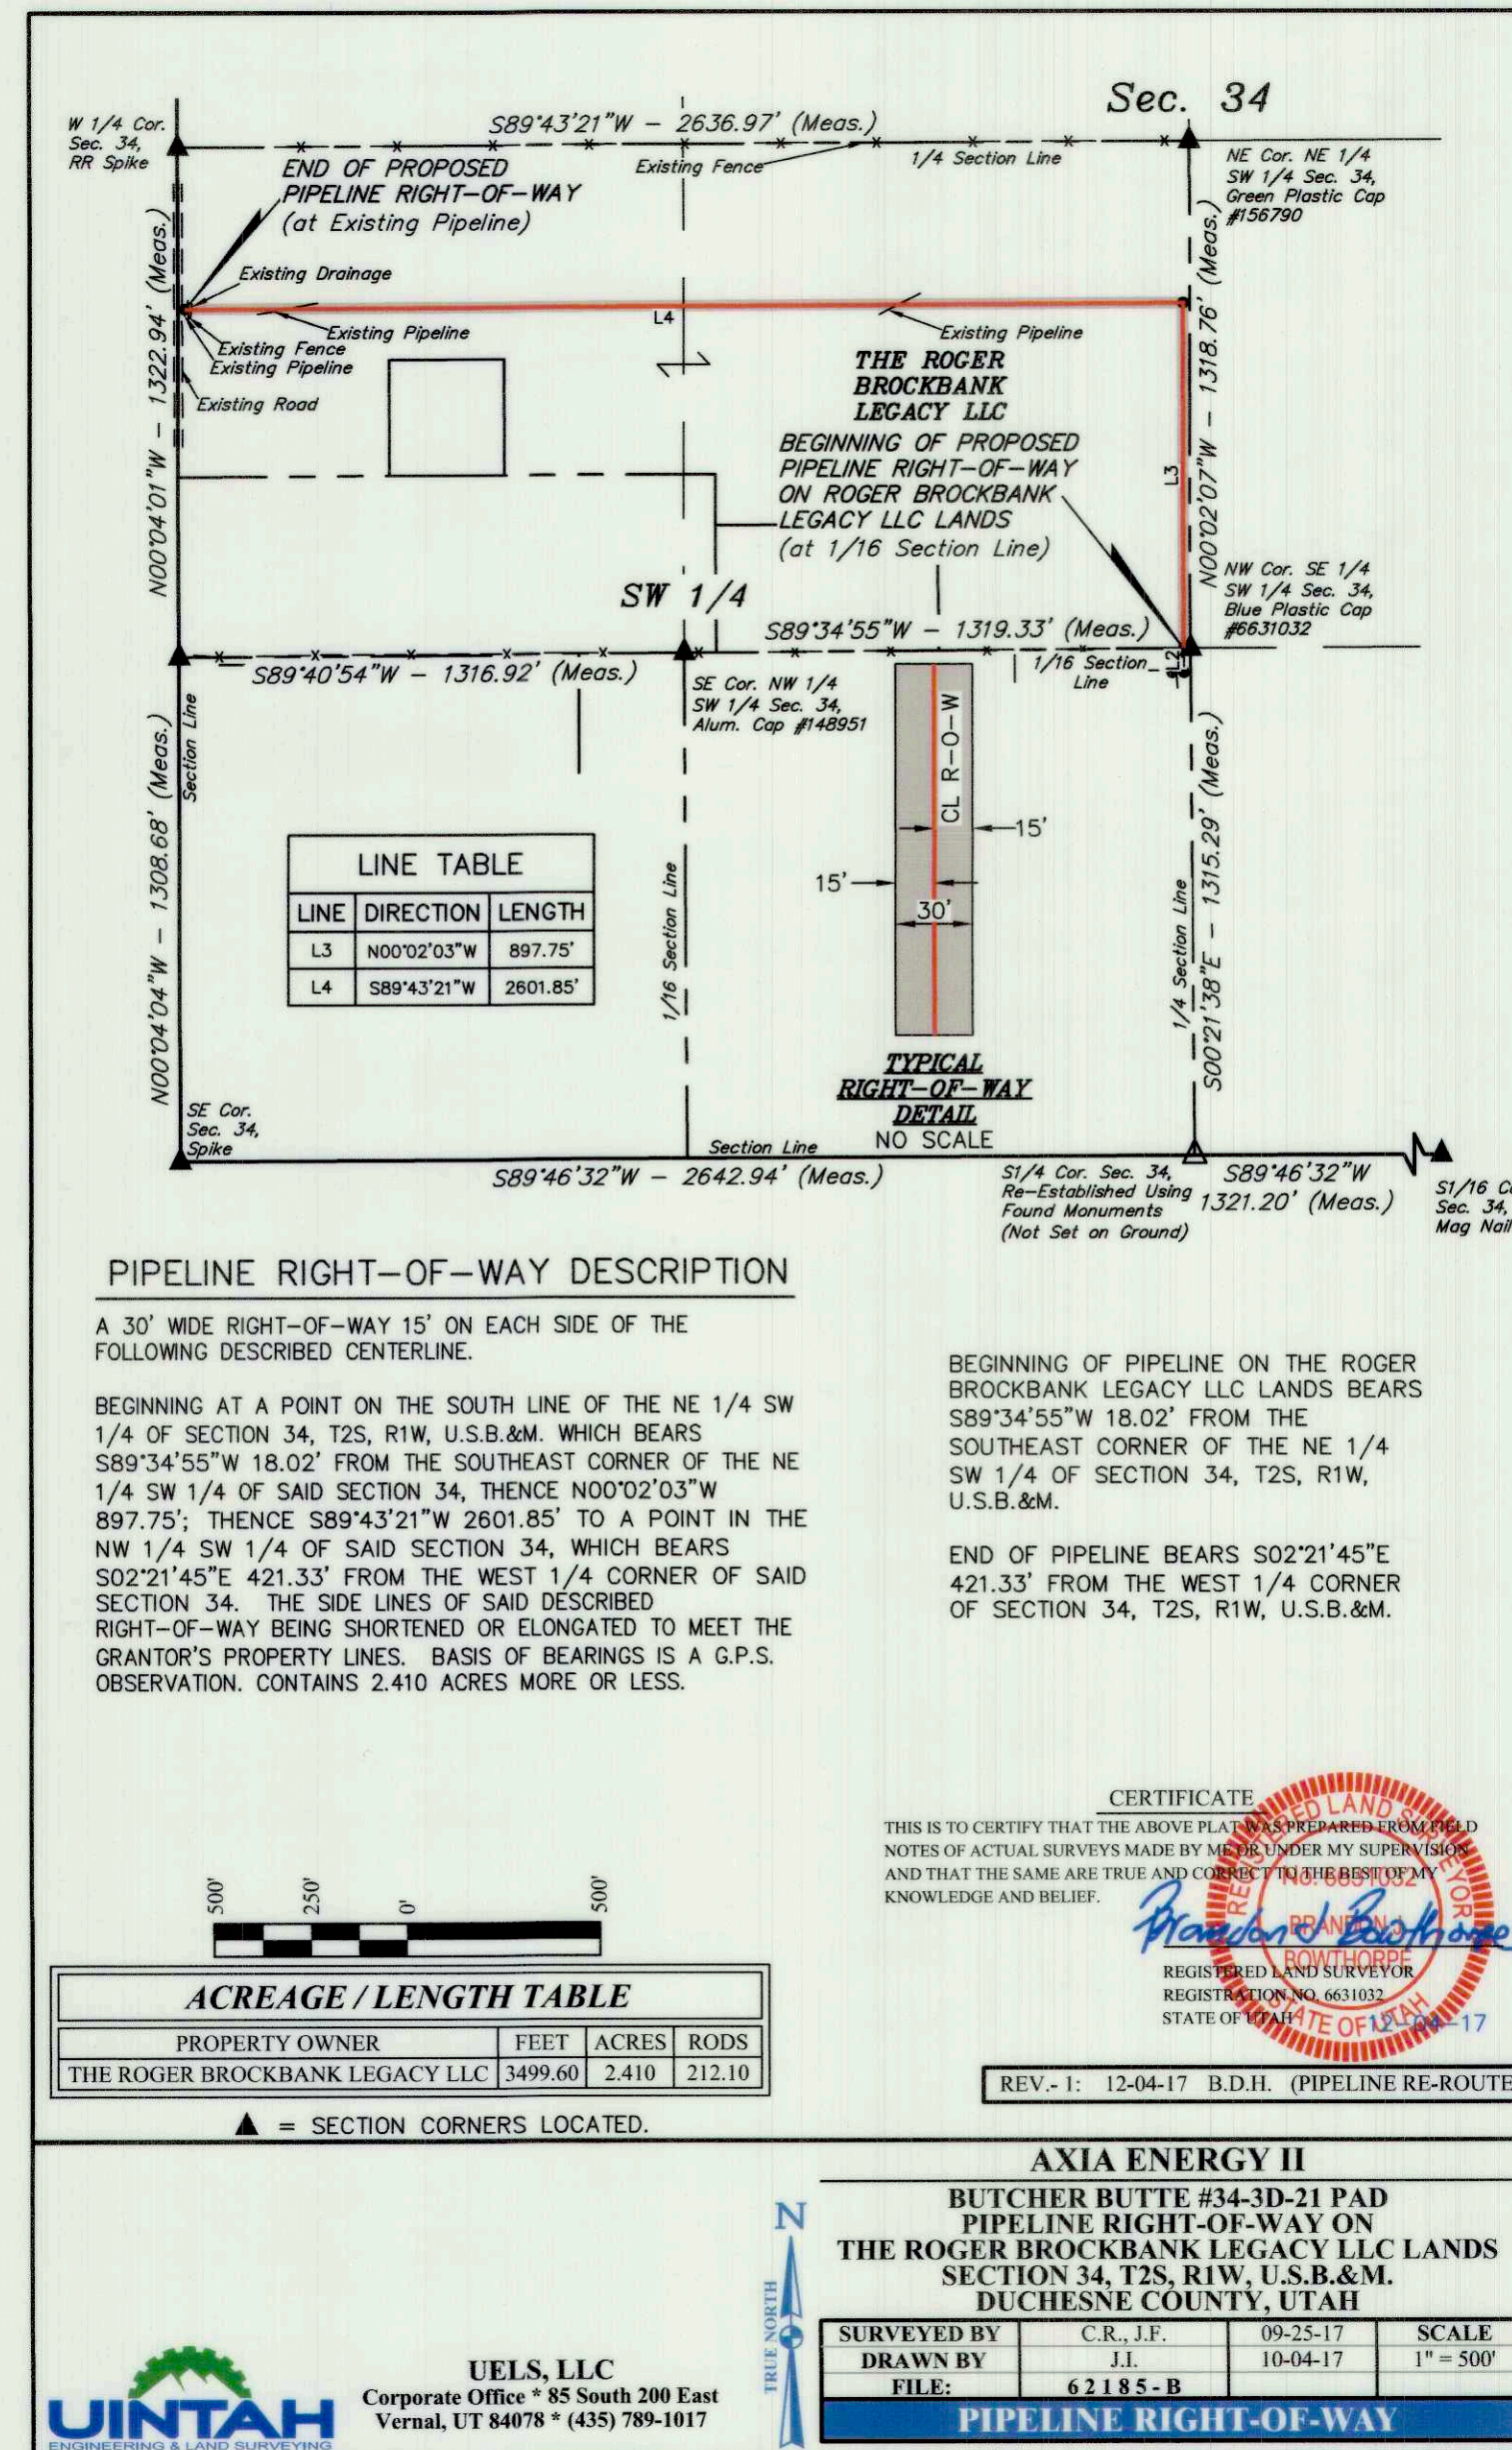 Sec. 34
W 1/4 Cor.
Sec. 34,
RR Spike
S89°43'21"W - 2636.97' (Meas.)
END OF PROPOSED
PIPELINE RIGHT-OF-WAY
(at Existing Pipeline)
Existing Fence
1/4 Section Line
NE Cor. NE 1/4
SW 1/4 Sec. 34,
Green Plastic Cap
#156790
N00°04'01"W - 1322.94' (Meas.)
Existing Drainage
L4
Existing Pipeline
Existing Pipeline
Existing Fence
Existing Pipeline
Existing Road
THE ROGER
BROCKBANK
LEGACY LLC
BEGINNING OF PROPOSED
PIPELINE RIGHT-OF-WAY
ON ROGER BROCKBANK
LEGACY LLC LANDS
(at 1/16 Section Line)
L3
N00°02'07"W - 1318.76' (Meas.)
NW Cor. SE 1/4
SW 1/4 Sec. 34,
Blue Plastic Cap
#6631032
SW 1/4
S89°34'55"W - 1319.33' (Meas.)
S89°40'54"W - 1316.92' (Meas.)
1/16 Section
Line
L2
SE Cor. NW 1/4
SW 1/4 Sec. 34,
Alum. Cap #148951
Section Line
N00°04'04"W - 1308.68' (Meas.)
CL R-O-W
15'
15'
30'
LINE TABLE
LINE DIRECTION LENGTH
L3 N00°02'03"W 897.75'
L4 S89°43'21"W 2601.85'
1/16 Section Line
1/4 Section Line
S00°21'38"E - 1315.29' (Meas.)
TYPICAL
RIGHT-OF-WAY
DETAIL
NO SCALE
SE Cor.
Sec. 34,
Spike
Section Line
S89°46'32"W - 2642.94' (Meas.)
S1/4 Cor. Sec. 34,
Re-Established Using
Found Monuments
(Not Set on Ground)
S89°46'32"W
1321.20' (Meas.)
S1/16 C
Sec. 34,
Mag Nail
PIPELINE RIGHT-OF-WAY DESCRIPTION
A 30' WIDE RIGHT-OF-WAY 15' ON EACH SIDE OF THE
FOLLOWING DESCRIBED CENTERLINE.
BEGINNING AT A POINT ON THE SOUTH LINE OF THE NE 1/4 SW
1/4 OF SECTION 34, T2S, R1W, U.S.B.&M. WHICH BEARS
S89°34'55"W 18.02' FROM THE SOUTHEAST CORNER OF THE NE
1/4 SW 1/4 OF SAID SECTION 34, THENCE N00°02'03"W
897.75'; THENCE S89°43'21"W 2601.85' TO A POINT IN THE
NW 1/4 SW 1/4 OF SAID SECTION 34, WHICH BEARS
S02°21'45"E 421.33' FROM THE WEST 1/4 CORNER OF SAID
SECTION 34. THE SIDE LINES OF SAID DESCRIBED
RIGHT-OF-WAY BEING SHORTENED OR ELONGATED TO MEET THE
GRANTOR'S PROPERTY LINES. BASIS OF BEARINGS IS A G.P.S.
OBSERVATION. CONTAINS 2.410 ACRES MORE OR LESS.
BEGINNING OF PIPELINE ON THE ROGER
BROCKBANK LEGACY LLC LANDS BEARS
S89°34'55"W 18.02' FROM THE
SOUTHEAST CORNER OF THE NE 1/4
SW 1/4 OF SECTION 34, T2S, R1W,
U.S.B.&M.
END OF PIPELINE BEARS S02°21'45"E
421.33' FROM THE WEST 1/4 CORNER
OF SECTION 34, T2S, R1W, U.S.B.&M.
CERTIFICATE
THIS IS TO CERTIFY THAT THE ABOVE PLAT WAS PREPARED FROM FIELD
NOTES OF ACTUAL SURVEYS MADE BY ME OR UNDER MY SUPERVISION
AND THAT THE SAME ARE TRUE AND CORRECT TO THE BEST OF MY
KNOWLEDGE AND BELIEF.
REGISTERED LAND SURVEYOR
No. 6631032
BRANDON J.
BOWTHORPE
STATE OF UTAH
Brandon J Bowthorpe
REGISTERED LAND SURVEYOR
REGISTRATION NO. 6631032
STATE OF UTAH
12-04-17
500' 250' 0' 500'
ACREAGE / LENGTH TABLE
PROPERTY OWNER FEET ACRES RODS
THE ROGER BROCKBANK LEGACY LLC 3499.60 2.410 212.10
REV.- 1: 12-04-17 B.D.H. (PIPELINE RE-ROUTE
▲ = SECTION CORNERS LOCATED.
AXIA ENERGY II
BUTCHER BUTTE #34-3D-21 PAD
PIPELINE RIGHT-OF-WAY ON
THE ROGER BROCKBANK LEGACY LLC LANDS
SECTION 34, T2S, R1W, U.S.B.&M.
DUCHESNE COUNTY, UTAH
N
TRUE NORTH
SURVEYED BY C.R., J.F. 09-25-17 SCALE
DRAWN BY J.I. 10-04-17 1" = 500'
FILE: 62185-B
PIPELINE RIGHT-OF-WAY
UINTAH
ENGINEERING & LAND SURVEYING
UELS, LLC
Corporate Office * 85 South 200 East
Vernal, UT 84078 * (435) 789-1017